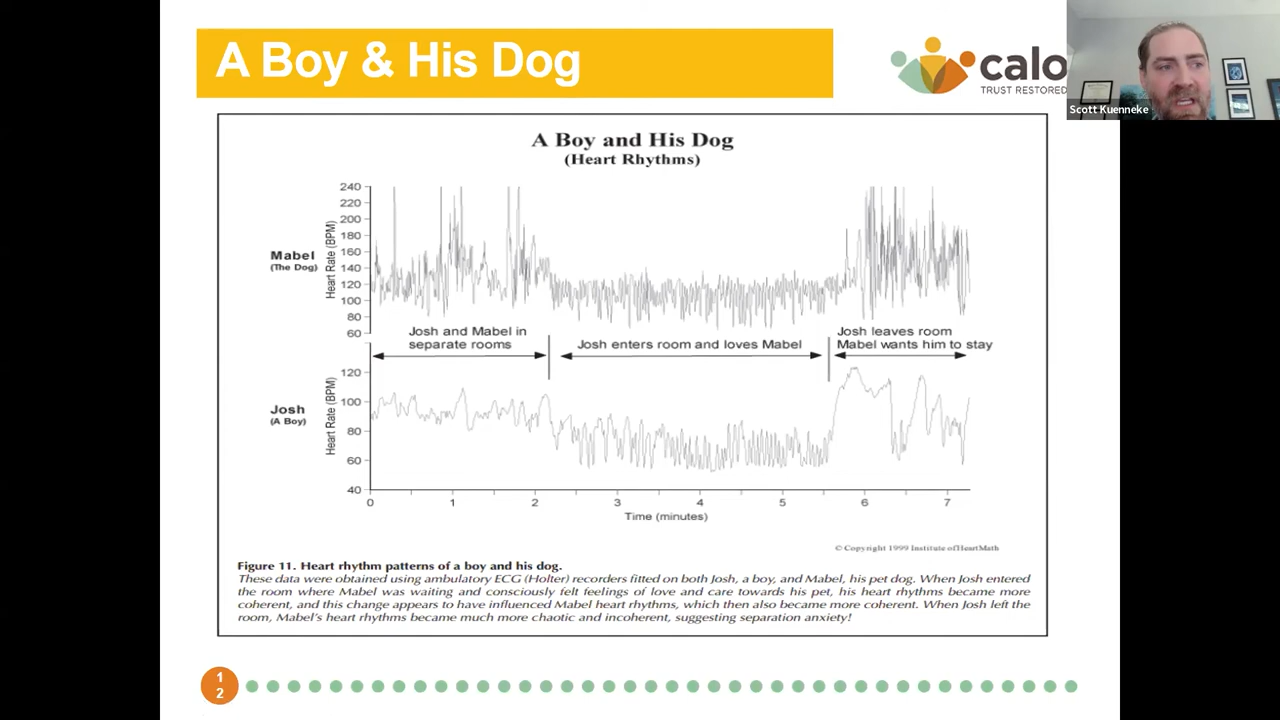 A Boy & His Dog
calo
TRUST RESTORED
Scott Kuenneke
A Boy and His Dog
(Heart Rhythms)
240
220
200
180
160
140
120
100
80
60
Heart Rate (BPM)
Mabel
(The Dog)
Josh and Mabel in
separate rooms
Josh enters room and loves Mabel
Josh leaves room
Mabel wants him to stay
120
100
80
60
40
Heart Rate (BPM)
Josh
(A Boy)
0 1 2 3 4 5 6 7
Time (minutes)
© Copyright 1999 Institute of HeartMath
Figure 11. Heart rhythm patterns of a boy and his dog.
These data were obtained using ambulatory ECG (Holter) recorders fitted on both Josh, a boy, and Mabel, his pet dog. When Josh entered
the room where Mabel was waiting and consciously felt feelings of love and care towards his pet, his heart rhythms became more
coherent, and this change appears to have influenced Mabel heart rhythms, which then also became more coherent. When Josh left the
room, Mabel's heart rhythms became much more chaotic and incoherent, suggesting separation anxiety!
1
2